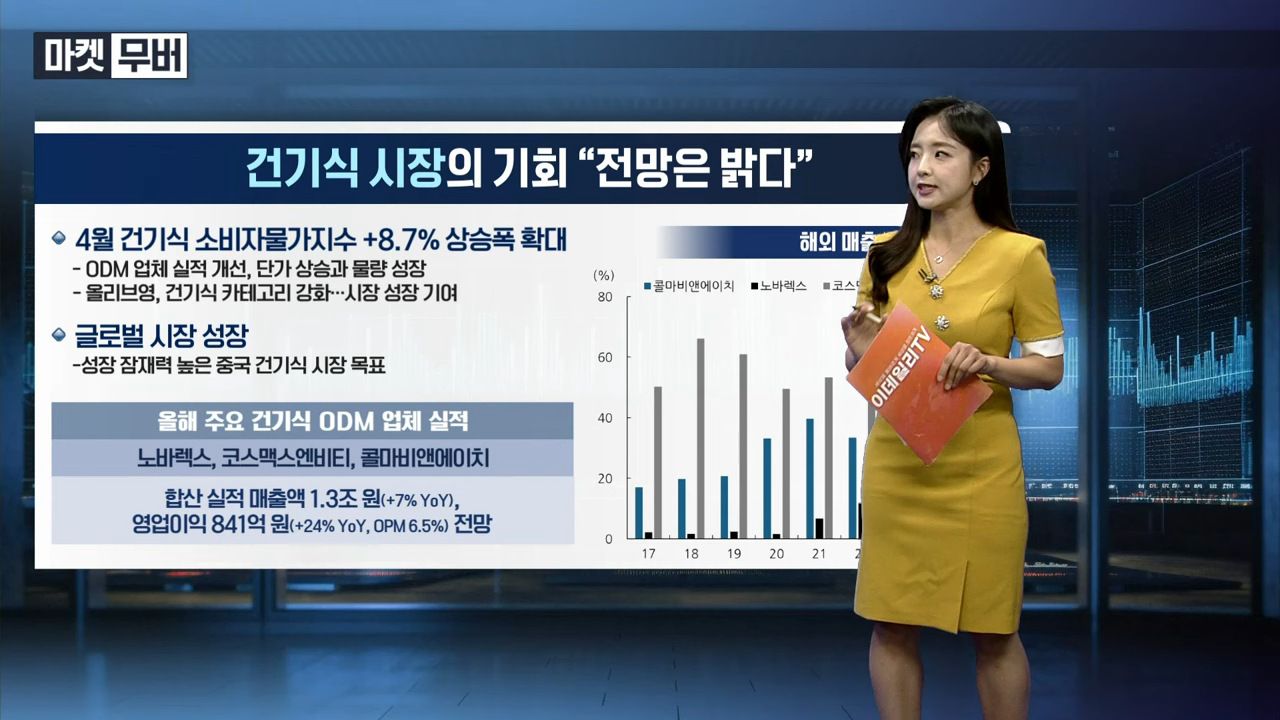 마켓무버
건기식 시장의 기회 “전망은 밝다”
4월 건기식 소비자물가지수 +8.7% 상승폭 확대
- ODM 업체 실적 개선, 단가 상승과 물량 성장
- 올리브영, 건기식 카테고리 강화…시장 성장 기여
글로벌 시장 성장
-성장 잠재력 높은 중국 건기식 시장 목표
올해 주요 건기식 ODM 업체 실적
노바렉스, 코스맥스엔비티, 콜마비앤에이치
합산 실적 매출액 1.3조 원(+7% YoY),
영업이익 841억 원(+24% YoY, OPM 6.5%) 전망
해외 매출
(%)
콜마비앤에이치 노바렉스 코스
80
60
40
20
0
17 18 19 20 21
이데일리TV